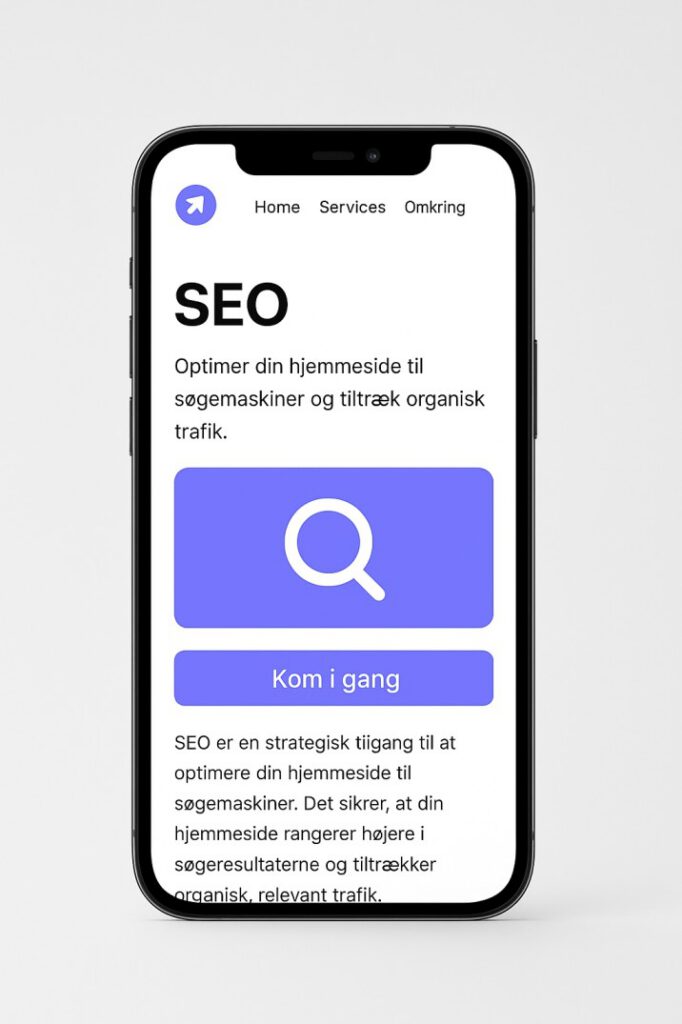 Home Services Omkring
SEO
Optimer din hjemmeside til
søgemaskiner og tiltræk organisk
trafik.
Kom i gang
SEO er en strategisk tiigang til at
optimere din hjemmeside til
søgemaskiner. Det sikrer, at din
hjemmeside rangerer højere i
søgeresultaterne og tiltrækker
organisk, relevant trafik.